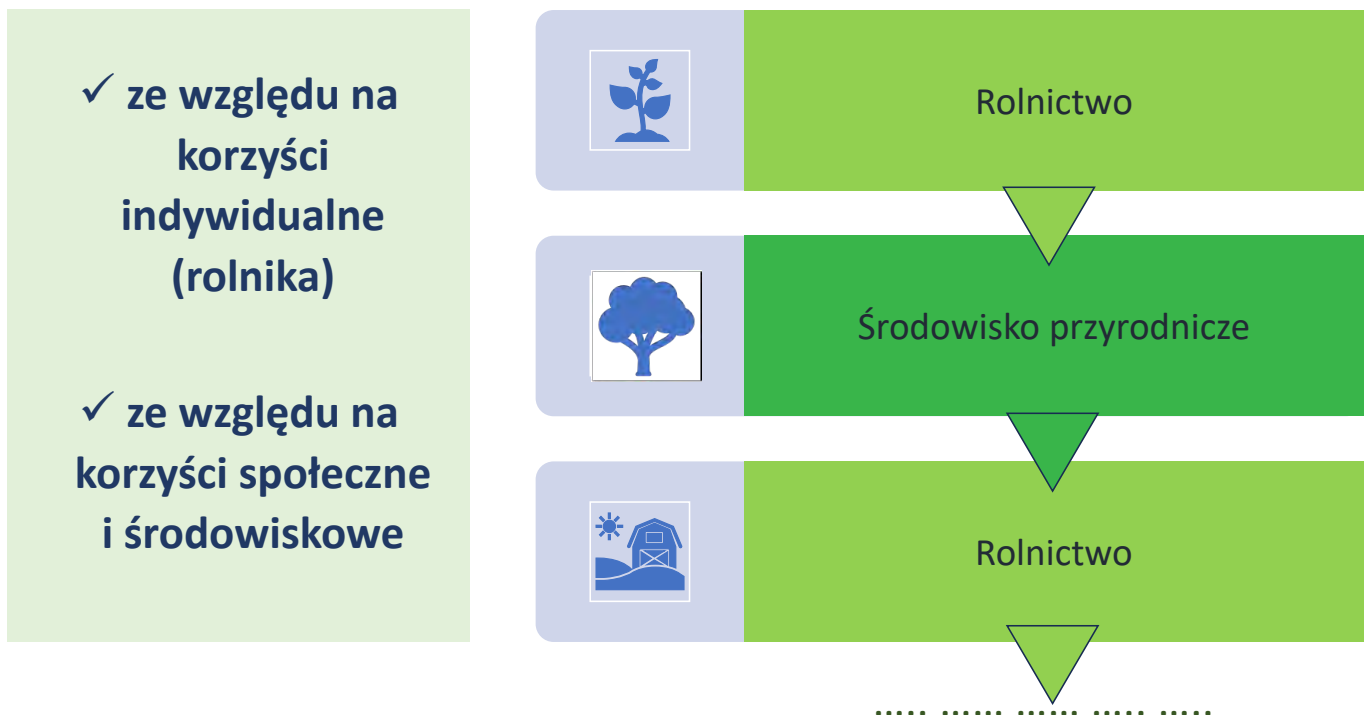 ✓ ze względu na
korzyści
indywidualne
(rolnika)
✓ ze względu na
korzyści społeczne
i środowiskowe
Rolnictwo
Środowisko przyrodnicze
Rolnictwo